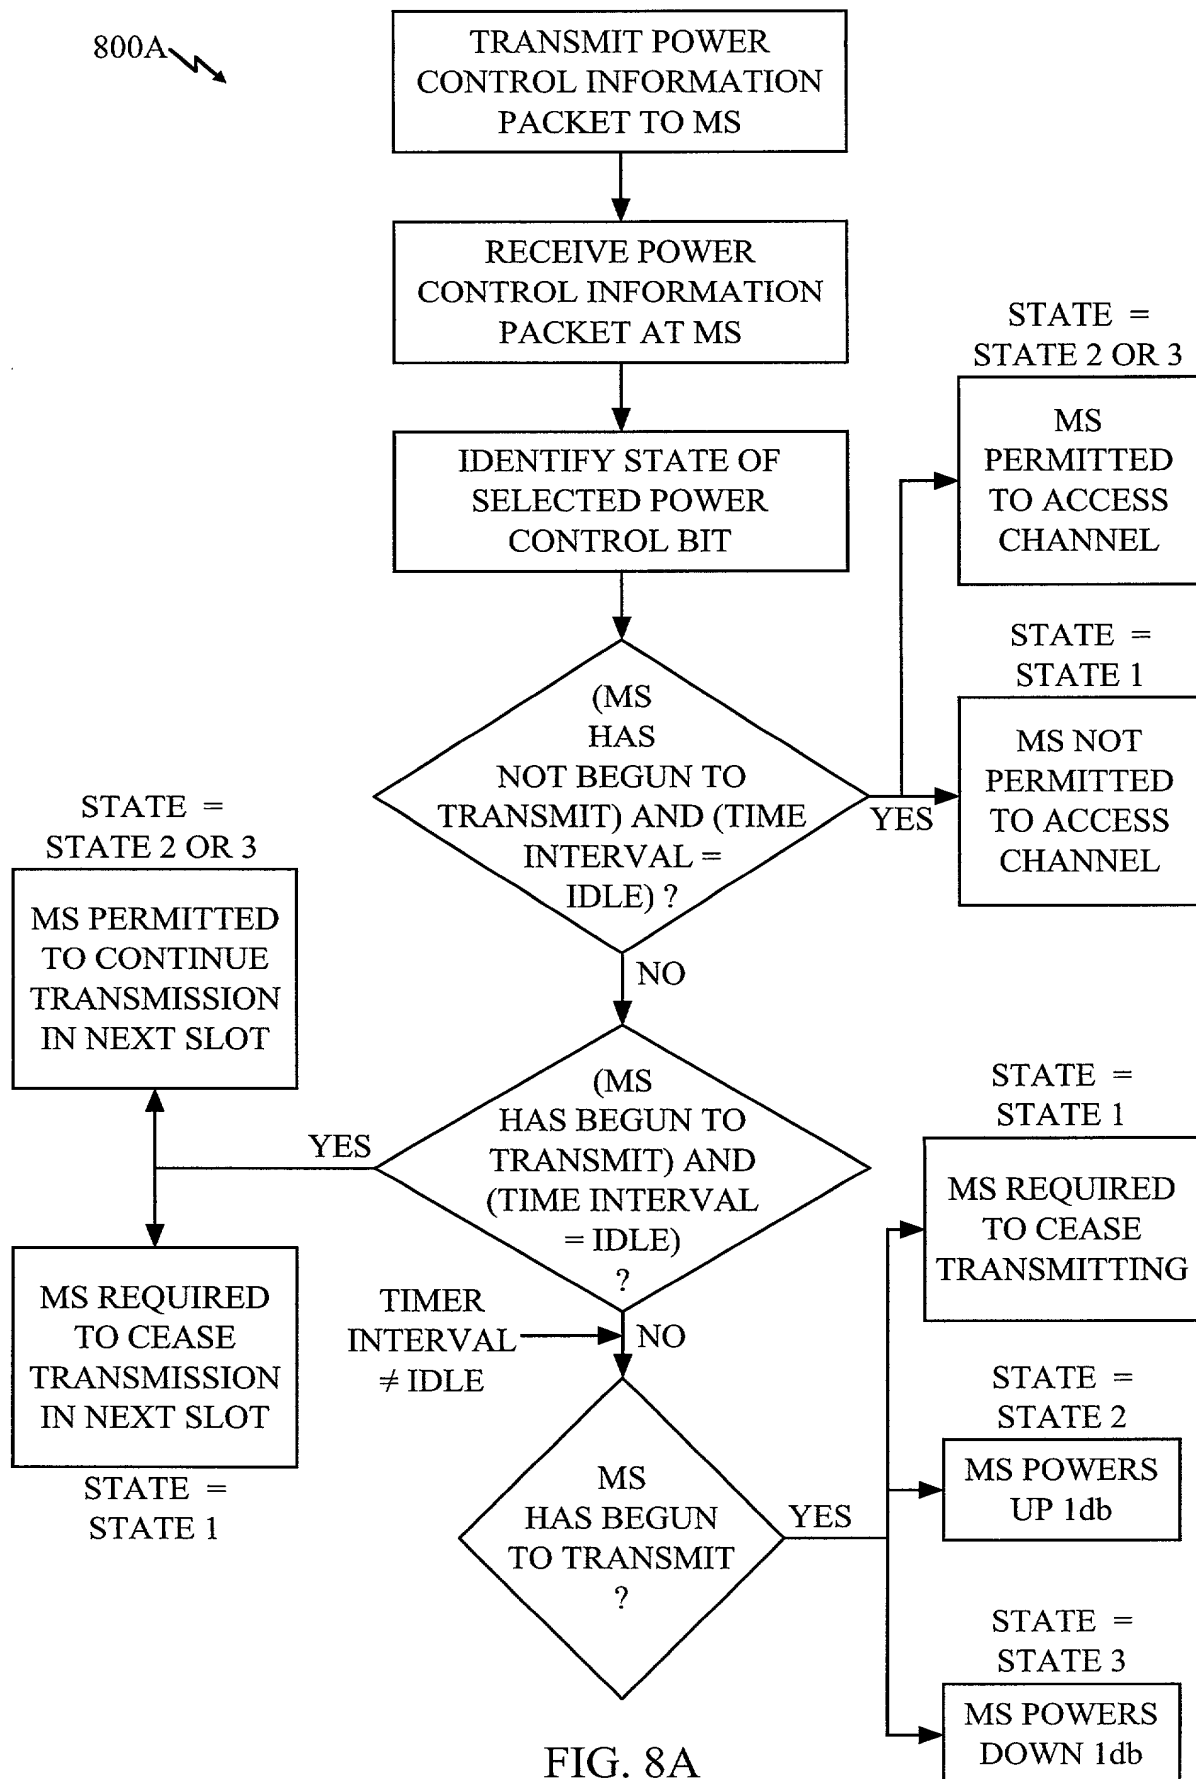 800A
TRANSMIT POWER
CONTROL INFORMATION
PACKET TO MS
RECEIVE POWER
CONTROL INFORMATION
PACKET AT MS
IDENTIFY STATE OF
SELECTED POWER
CONTROL BIT
STATE =
STATE 2 OR 3
MS
PERMITTED
TO ACCESS
CHANNEL
STATE =
STATE 1
MS NOT
PERMITTED
TO ACCESS
CHANNEL
(MS
HAS
NOT BEGUN TO
TRANSMIT) AND (TIME
INTERVAL =
IDLE) ?
YES
NO
STATE =
STATE 2 OR 3
MS PERMITTED
TO CONTINUE
TRANSMISSION
IN NEXT SLOT
(MS
HAS BEGUN TO
TRANSMIT) AND
(TIME INTERVAL
= IDLE)
?
YES
MS REQUIRED
TO CEASE
TRANSMISSION
IN NEXT SLOT
STATE =
STATE 1
TIMER
INTERVAL
≠ IDLE
NO
MS
HAS BEGUN
TO TRANSMIT
?
YES
STATE =
STATE 1
MS REQUIRED
TO CEASE
TRANSMITTING
STATE =
STATE 2
MS POWERS
UP 1db
STATE =
STATE 3
MS POWERS
DOWN 1db
FIG. 8A